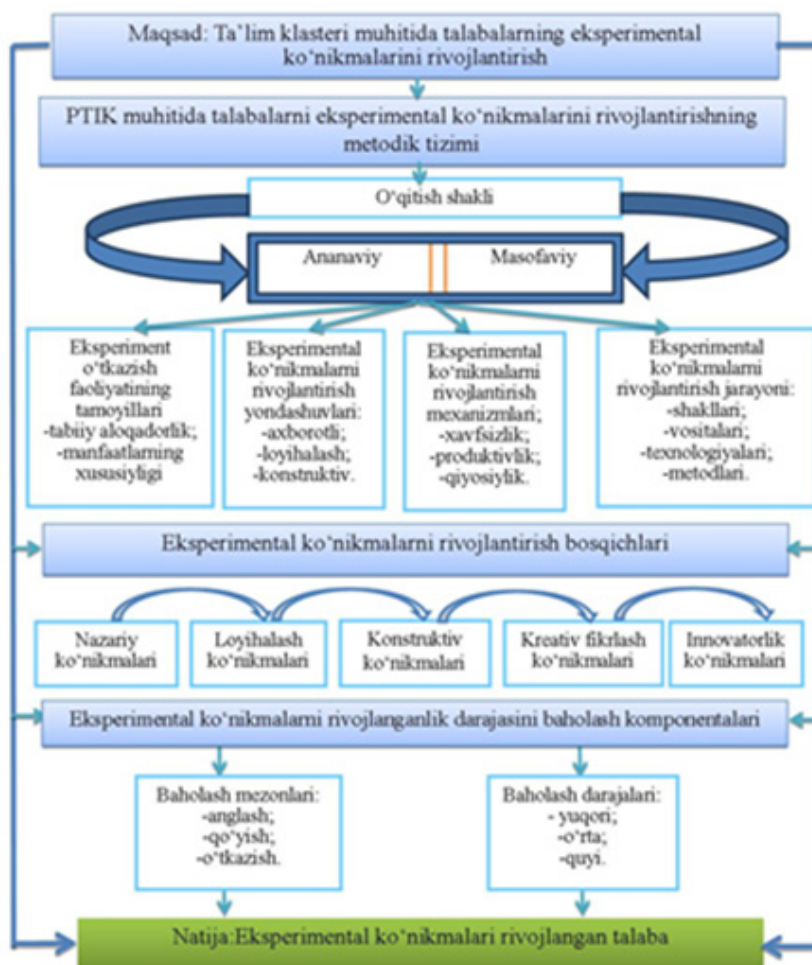 Maqsad: Ta`lim klasteri muhitida talabalarning eksperimental
ko‘nikmalarini rivojlantirish
PTIK muhitida talabalarni eksperimental ko‘nikmalarini rivojlantirishning
metodik tizimi
O‘qitish shakli
Ananaviy
Masofaviy
Eksperiment
o‘tkazish
faoliyatining
tamoyillari
-tabiiy aloqadorlik;
-manfaatlarning
xususiyligi
Eksperimental
ko‘nikmalarni
rivojlantirish
yondashuvlari:
-axborotli;
-loyihalash;
-konstruktiv.
Eksperimental
ko‘nikmalarni
rivojlantirish
mexanizmlari;
-xavfsizlik;
-produktivlik;
-qiyosiylik.
Eksperimental
ko‘nikmalarni
rivojlantirish jarayoni:
-shakllari;
-vositalari;
-texnologiyalari;
-metodlari.
Eksperimental ko‘nikmalarni rivojlantirish bosqichlari
Nazariy
ko‘nikmalari
Loyihalash
ko‘nikmalari
Konstruktiv
ko‘nikmalari
Kreativ fikrlash
ko‘nikmalari
Innovatorlik
ko‘nikmalari
Eksperimental ko‘nikmalarni rivojlanganlik darajasini baholash komponentalari
Baholash mezonlari:
-anglash;
-qo‘yish;
-o‘tkazish.
Baholash darajalari:
- yuqori;
-o‘rta;
-quyi.
Natija:Eksperimental ko‘nikmalari rivojlangan talaba